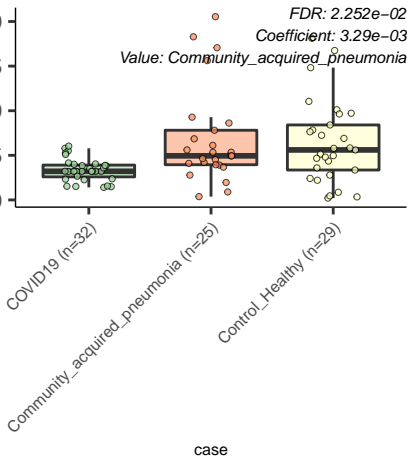 FDR: 2.252e−02
Coefficient: 3.29e−03
Value: Community_acquired_pneumonia
COVID19 (n=32)
Community_acquired_pneumonia (n=25)
Control_Healthy (n=29)
case